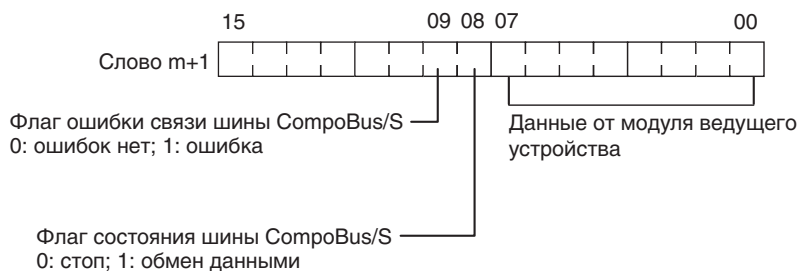 15 09 08 07 00
Слово m+1
Флаг ошибки связи шины CompoBus/S
0: ошибок нет; 1: ошибка
Данные от модуля ведущего
устройства
Флаг состояния шины CompoBus/S
0: стоп; 1: обмен данными